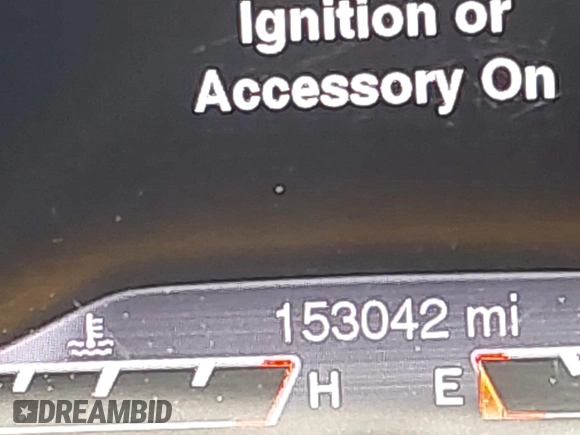 Ignition or
Accessory On
153042 mi
H E
DREAMBID